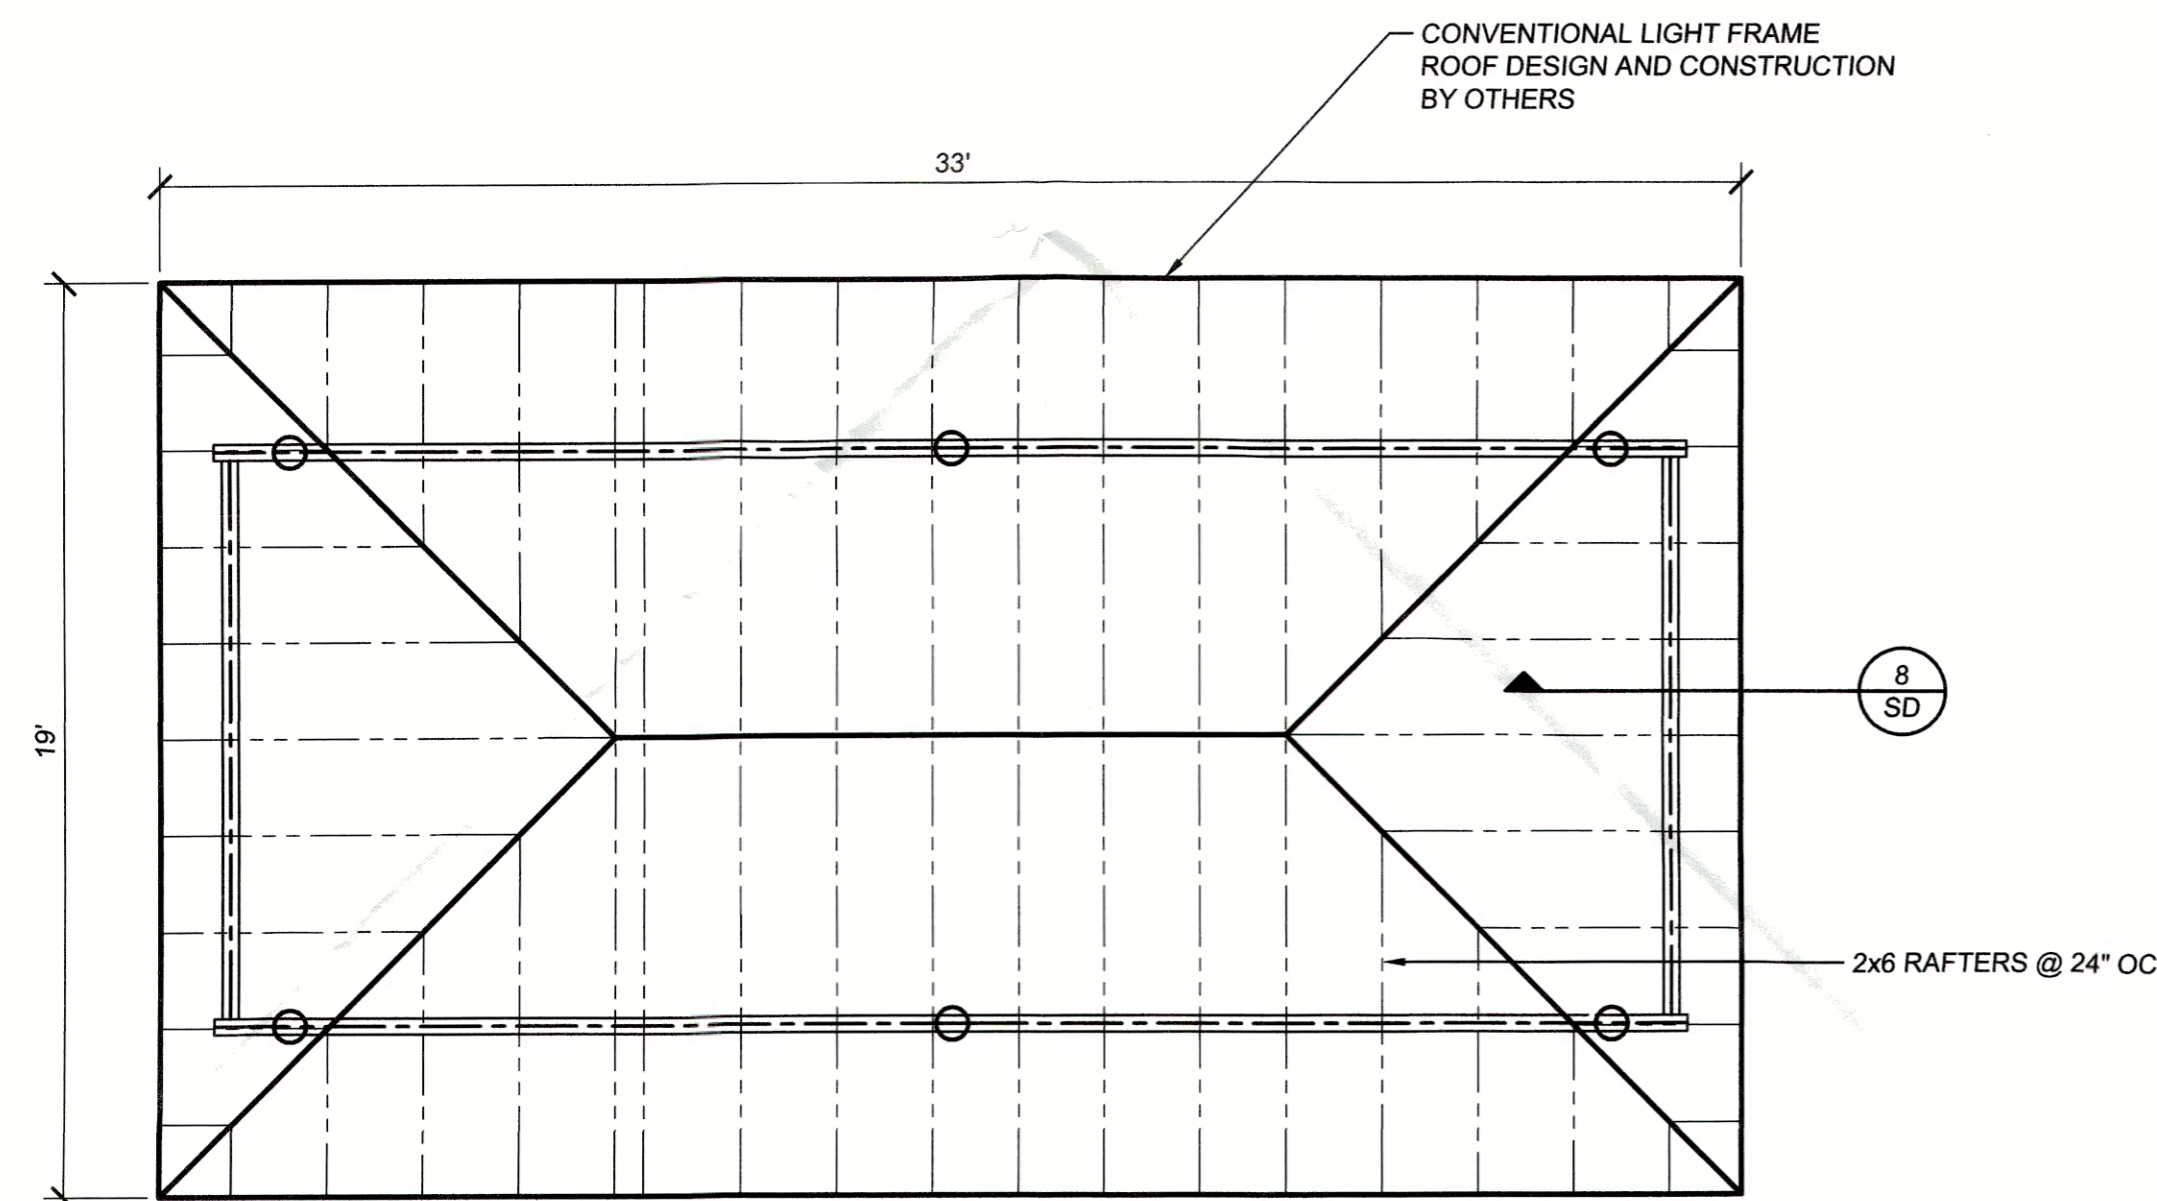 CONVENTIONAL LIGHT FRAME
ROOF DESIGN AND CONSTRUCTION
BY OTHERS
33'
19'
8
SD
2x6 RAFTERS @ 24" OC